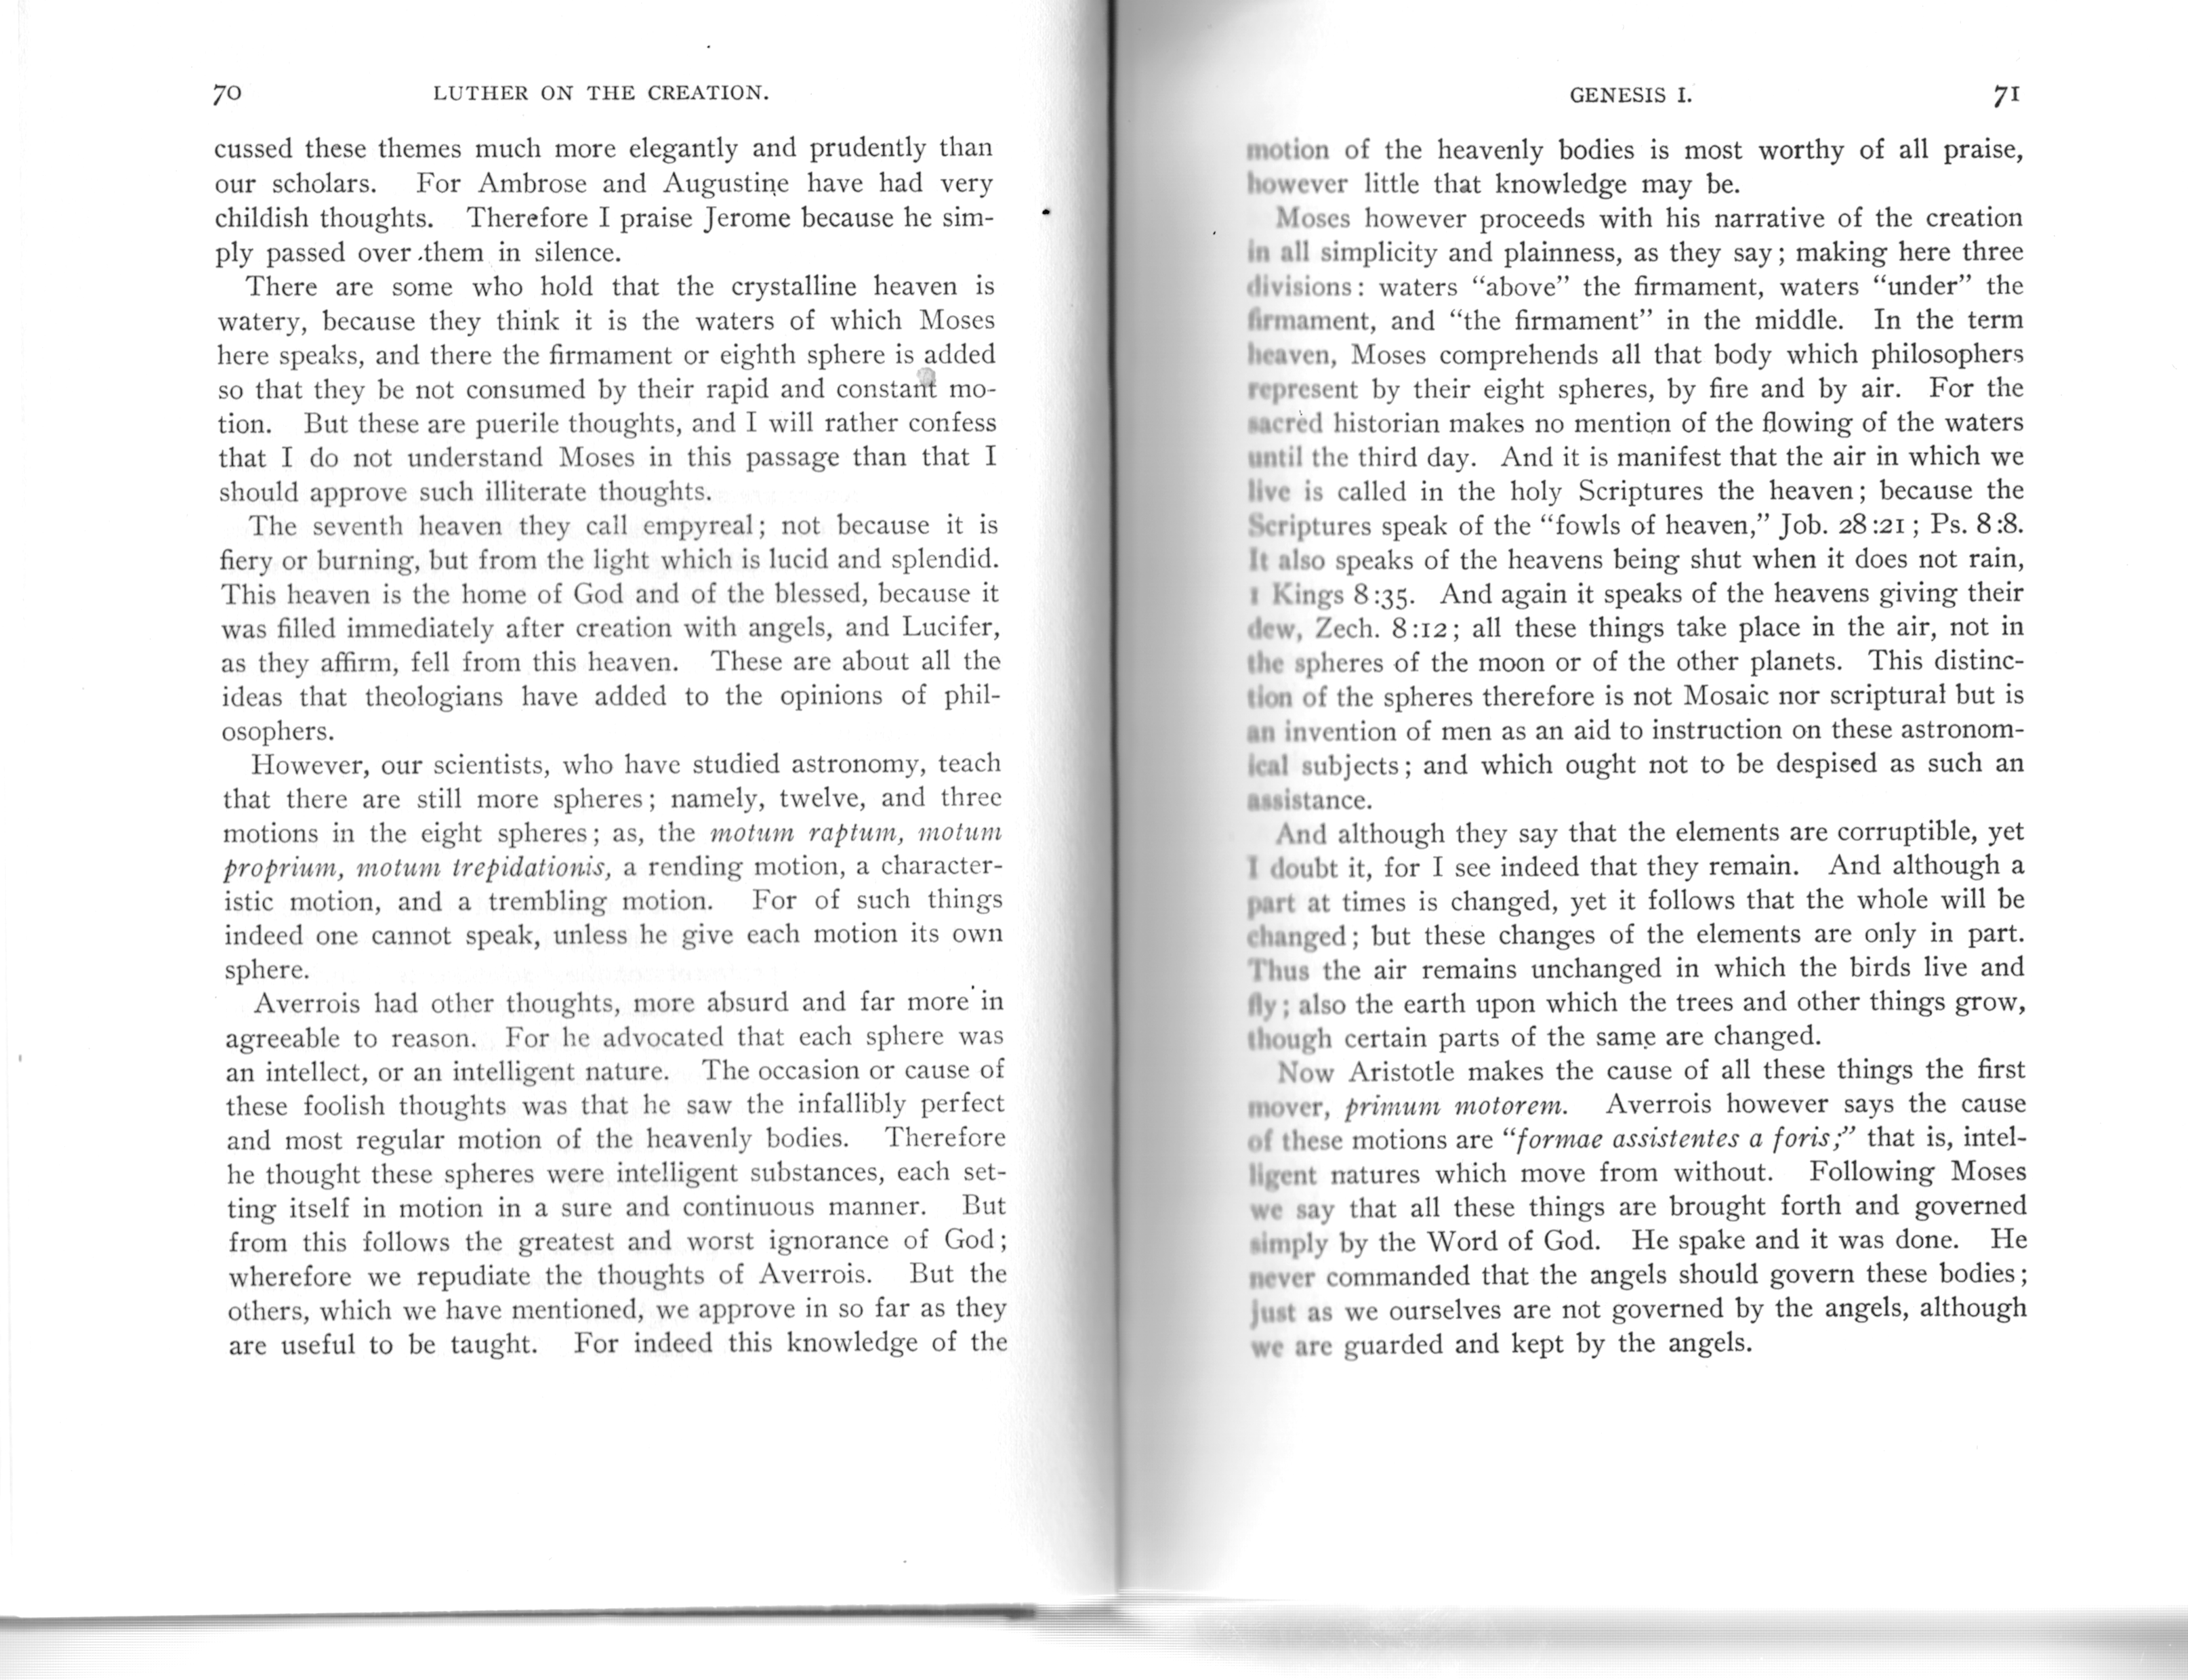 70 LUTHER ON THE CREATION.
cussed these themes much more elegantly and prudently than
our scholars. For Ambrose and Augustine have had very
childish thoughts. Therefore I praise Jerome because he sim-
ply passed over them in silence.
There are some who hold that the crystalline heaven is
watery, because they think it is the waters of which Moses
here speaks, and there the firmament or eighth sphere is added
so that they be not consumed by their rapid and constant mo-
tion. But these are puerile thoughts, and I will rather confess
that I do not understand Moses in this passage than that I
should approve such illiterate thoughts.
The seventh heaven they call empyreal; not because it is
fiery or burning, but from the light which is lucid and splendid.
This heaven is the home of God and of the blessed, because it
was filled immediately after creation with angels, and Lucifer,
as they affirm, fell from this heaven. These are about all the
ideas that theologians have added to the opinions of phil-
osophers.
However, our scientists, who have studied astronomy, teach
that there are still more spheres; namely, twelve, and three
motions in the eight spheres; as, the motum raptum, motum
proprium, motum trepidationis, a rending motion, a character-
istic motion, and a trembling motion. For of such things
indeed one cannot speak, unless he give each motion its own
sphere.
Averrois had other thoughts, more absurd and far more in
agreeable to reason. For he advocated that each sphere was
an intellect, or an intelligent nature. The occasion or cause of
these foolish thoughts was that he saw the infallibly perfect
and most regular motion of the heavenly bodies. Therefore
he thought these spheres were intelligent substances, each set-
ting itself in motion in a sure and continuous manner. But
from this follows the greatest and worst ignorance of God;
wherefore we repudiate the thoughts of Averrois. But the
others, which we have mentioned, we approve in so far as they
are useful to be taught. For indeed this knowledge of the
GENESIS I. 71
motion of the heavenly bodies is most worthy of all praise,
however little that knowledge may be.
Moses however proceeds with his narrative of the creation
in all simplicity and plainness, as they say; making here three
divisions: waters “above” the firmament, waters “under” the
firmament, and “the firmament” in the middle. In the term
heaven, Moses comprehends all that body which philosophers
represent by their eight spheres, by fire and by air. For the
sacred historian makes no mention of the flowing of the waters
until the third day. And it is manifest that the air in which we
live is called in the holy Scriptures the heaven; because the
Scriptures speak of the “fowls of heaven,” Job. 28:21; Ps. 8:8.
It also speaks of the heavens being shut when it does not rain,
1 Kings 8:35. And again it speaks of the heavens giving their
dew, Zech. 8:12; all these things take place in the air, not in
the spheres of the moon or of the other planets. This distinc-
tion of the spheres therefore is not Mosaic nor scriptural but is
an invention of men as an aid to instruction on these astronom-
ical subjects; and which ought not to be despised as such an
assistance.
And although they say that the elements are corruptible, yet
I doubt it, for I see indeed that they remain. And although a
part at times is changed, yet it follows that the whole will be
changed; but these changes of the elements are only in part.
Thus the air remains unchanged in which the birds live and
fly; also the earth upon which the trees and other things grow,
though certain parts of the same are changed.
Now Aristotle makes the cause of all these things the first
mover, primum motorem. Averrois however says the cause
of these motions are “formae assistentes a foris;” that is, intel-
ligent natures which move from without. Following Moses
we say that all these things are brought forth and governed
simply by the Word of God. He spake and it was done. He
never commanded that the angels should govern these bodies;
just as we ourselves are not governed by the angels, although
we are guarded and kept by the angels.